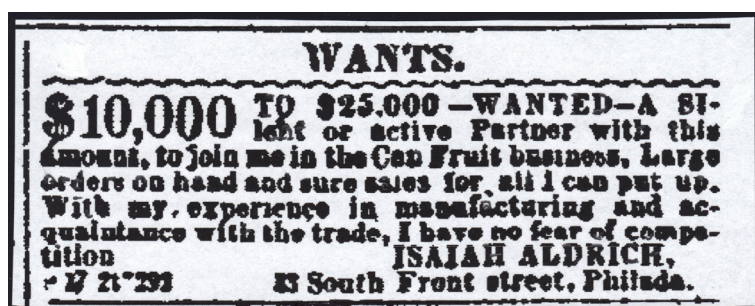 WANTS.
$10,000 TO $25.000 —WANTED—A SI-
lent or active Partner with this
amount, to join me in the Can Fruit business, Large
orders on hand and sure sales for all I can put up.
With my experience in manufacturing and ac-
quaintance with the trade, I have no fear of compe-
tition ISAIAH ALDRICH,
83 South Front street, Philada.